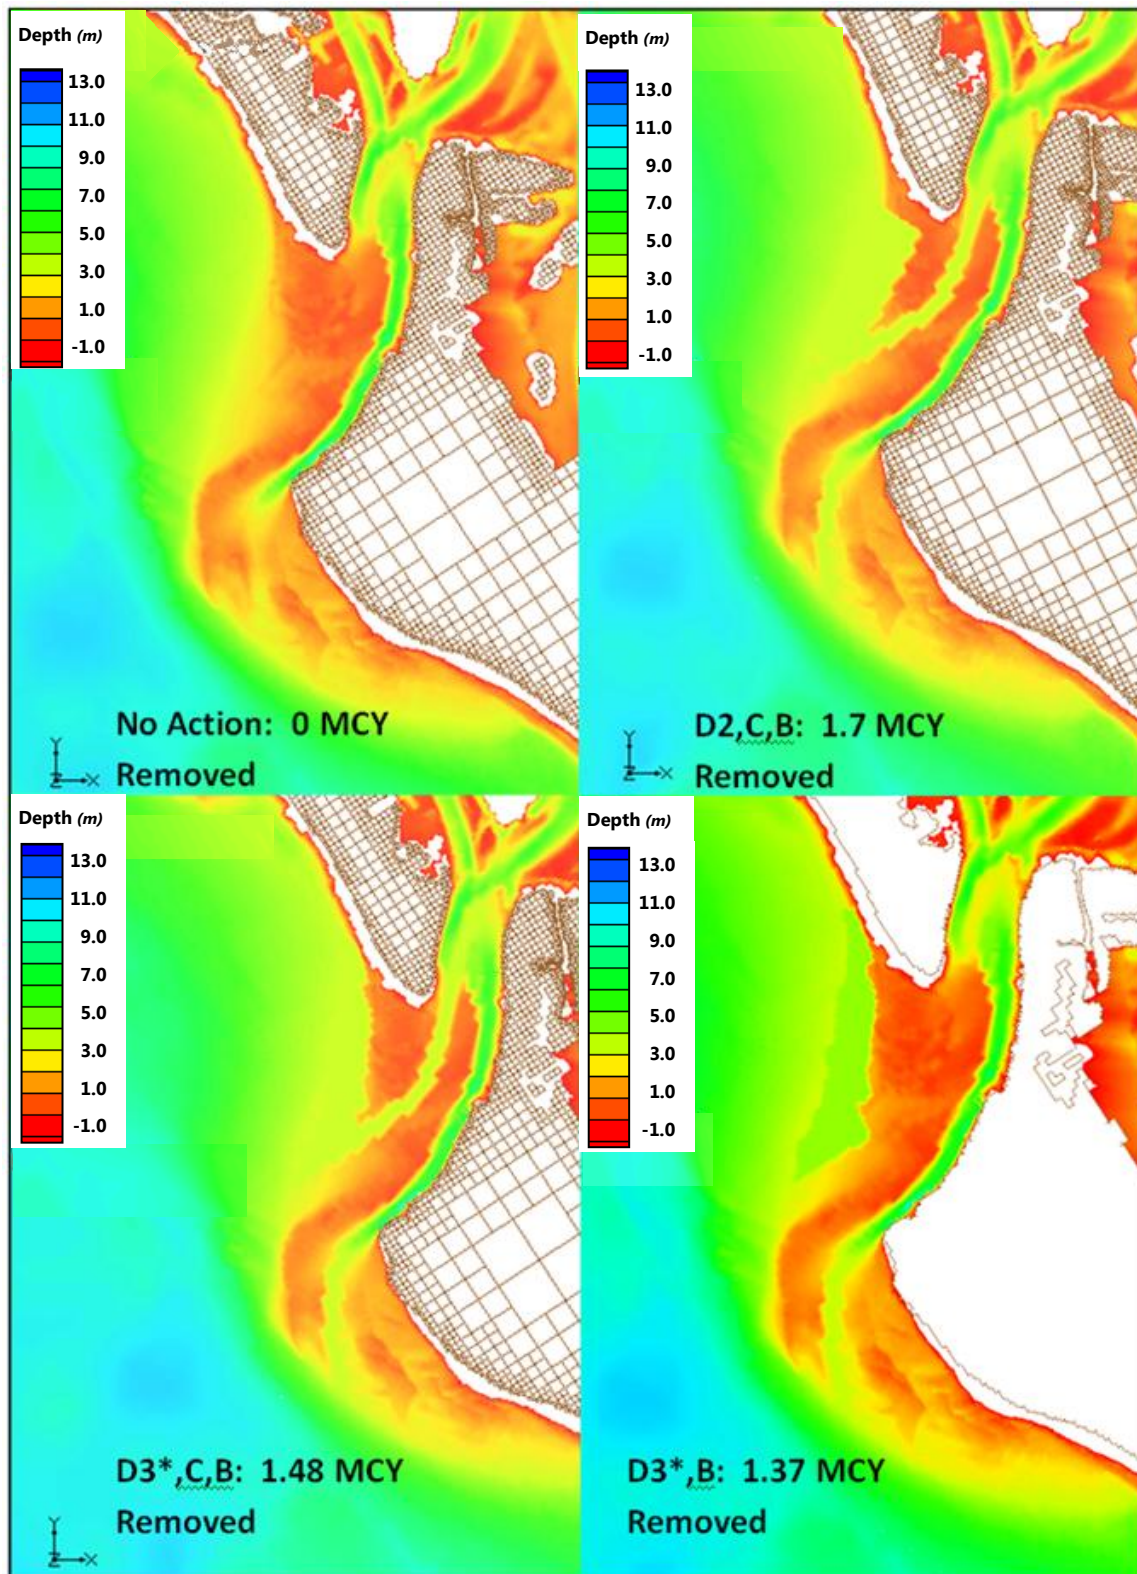 Depth (m)
13.0
11.0
9.0
7.0
5.0
3.0
1.0
-1.0
No Action: 0 MCY
Removed
Y
Z
X
Depth (m)
13.0
11.0
9.0
7.0
5.0
3.0
1.0
-1.0
D2,C,B: 1.7 MCY
Removed
Y
Z
X
Depth (m)
13.0
11.0
9.0
7.0
5.0
3.0
1.0
-1.0
D3*,C,B: 1.48 MCY
Removed
Y
Z
X
Depth (m)
13.0
11.0
9.0
7.0
5.0
3.0
1.0
-1.0
D3*,B: 1.37 MCY
Removed